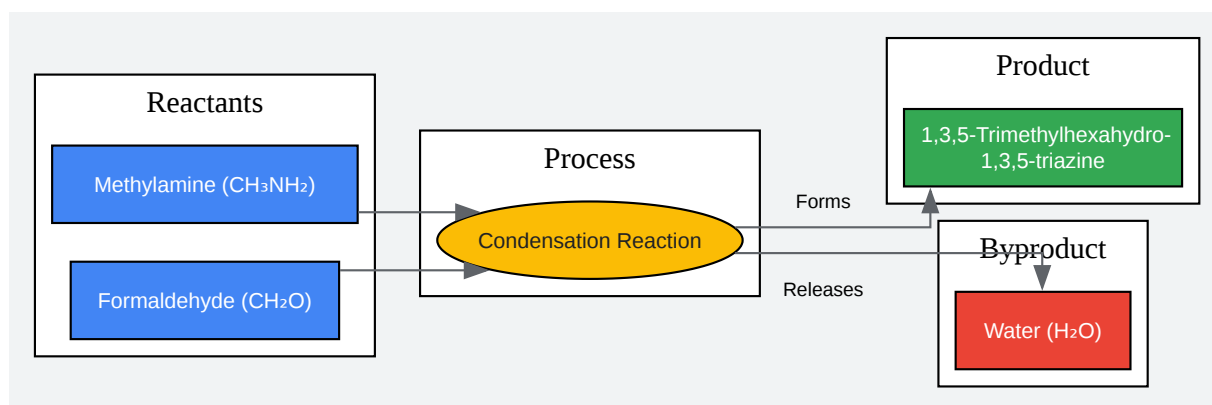 Reactants
Methylamine (CH₃NH₂)
Formaldehyde (CH₂O)
Process
Condensation Reaction
Forms
Releases
Product
1,3,5-Trimethylhexahydro-
1,3,5-triazine
Byproduct
Water (H₂O)